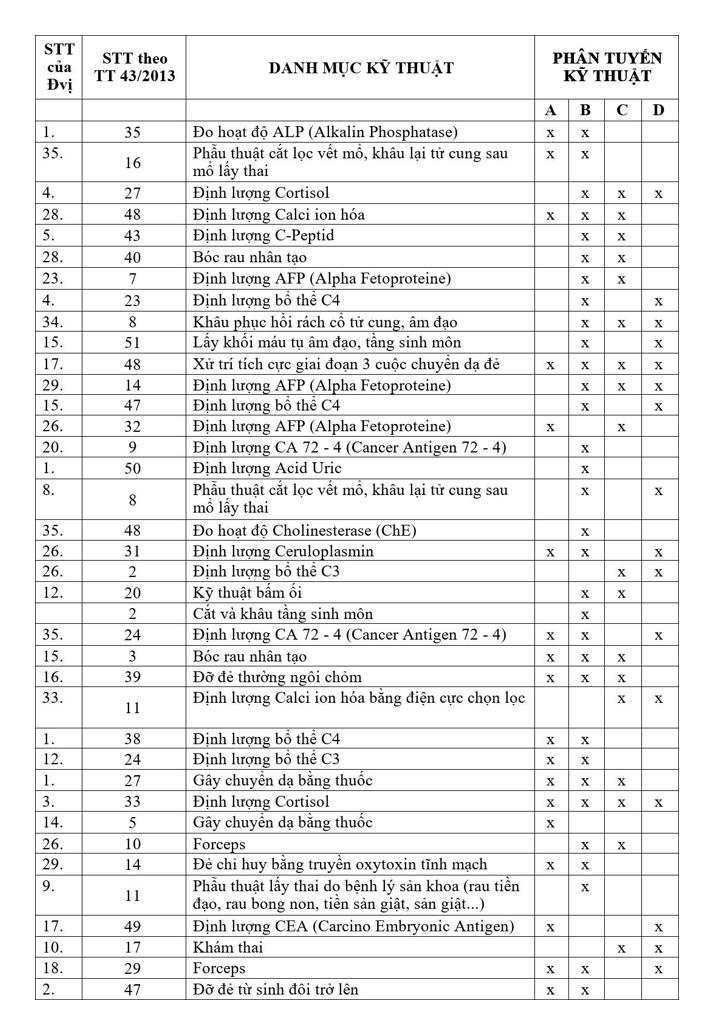 STT của Đvị STT theo TT 43/2013 DANH MỤC KỸ THUẬT PHÂN TUYẾN KỸ THUẬT
A B C D
1. 35 Đo hoạt độ ALP (Alkalin Phosphatase) x x
35. 16 Phẫu thuật cắt lọc vết mổ, khâu lại tử cung sau mổ lấy thai x x
4. 27 Định lượng Cortisol x x x
28. 48 Định lượng Calci ion hóa x x x
5. 43 Định lượng C-Peptid x x
28. 40 Bóc rau nhân tạo x x
23. 7 Định lượng AFP (Alpha Fetoproteine) x x
4. 23 Định lượng bổ thể C4 x x
34. 8 Khâu phục hồi rách cổ tử cung, âm đạo x x x
15. 51 Lấy khối máu tụ âm đạo, tầng sinh môn x x
17. 48 Xử trí tích cực giai đoạn 3 cuộc chuyển dạ đẻ x x x x
29. 14 Định lượng AFP (Alpha Fetoproteine) x x x
15. 47 Định lượng bổ thể C4 x x
26. 32 Định lượng AFP (Alpha Fetoproteine) x x
20. 9 Định lượng CA 72 - 4 (Cancer Antigen 72 - 4) x
1. 50 Định lượng Acid Uric x
8. 8 Phẫu thuật cắt lọc vết mổ, khâu lại tử cung sau mổ lấy thai x x
35. 48 Đo hoạt độ Cholinesterase (ChE) x
26. 31 Định lượng Ceruloplasmin x x x
26. 2 Định lượng bổ thể C3 x x
12. 20 Kỹ thuật bấm ối x x
2 Cắt và khâu tầng sinh môn x
35. 24 Định lượng CA 72 - 4 (Cancer Antigen 72 - 4) x x x
15. 3 Bóc rau nhân tạo x x x
16. 39 Đỡ đẻ thường ngôi chỏm x x x
33. 11 Định lượng Calci ion hóa bằng điện cực chọn lọc x x
1. 38 Định lượng bổ thể C4 x x
12. 24 Định lượng bổ thể C3 x x
1. 27 Gây chuyển dạ bằng thuốc x x x
3. 33 Định lượng Cortisol x x x x
14. 5 Gây chuyển dạ bằng thuốc x
26. 10 Forceps x x
29. 14 Đẻ chỉ huy bằng truyền oxytoxin tĩnh mạch x x
9. 11 Phẫu thuật lấy thai do bệnh lý sản khoa (rau tiền đạo, rau bong non, tiền sản giật, sản giật...) x
17. 49 Định lượng CEA (Carcino Embryonic Antigen) x x
10. 17 Khám thai x x
18. 29 Forceps x x x
2. 47 Đỡ đẻ từ sinh đôi trở lên x x